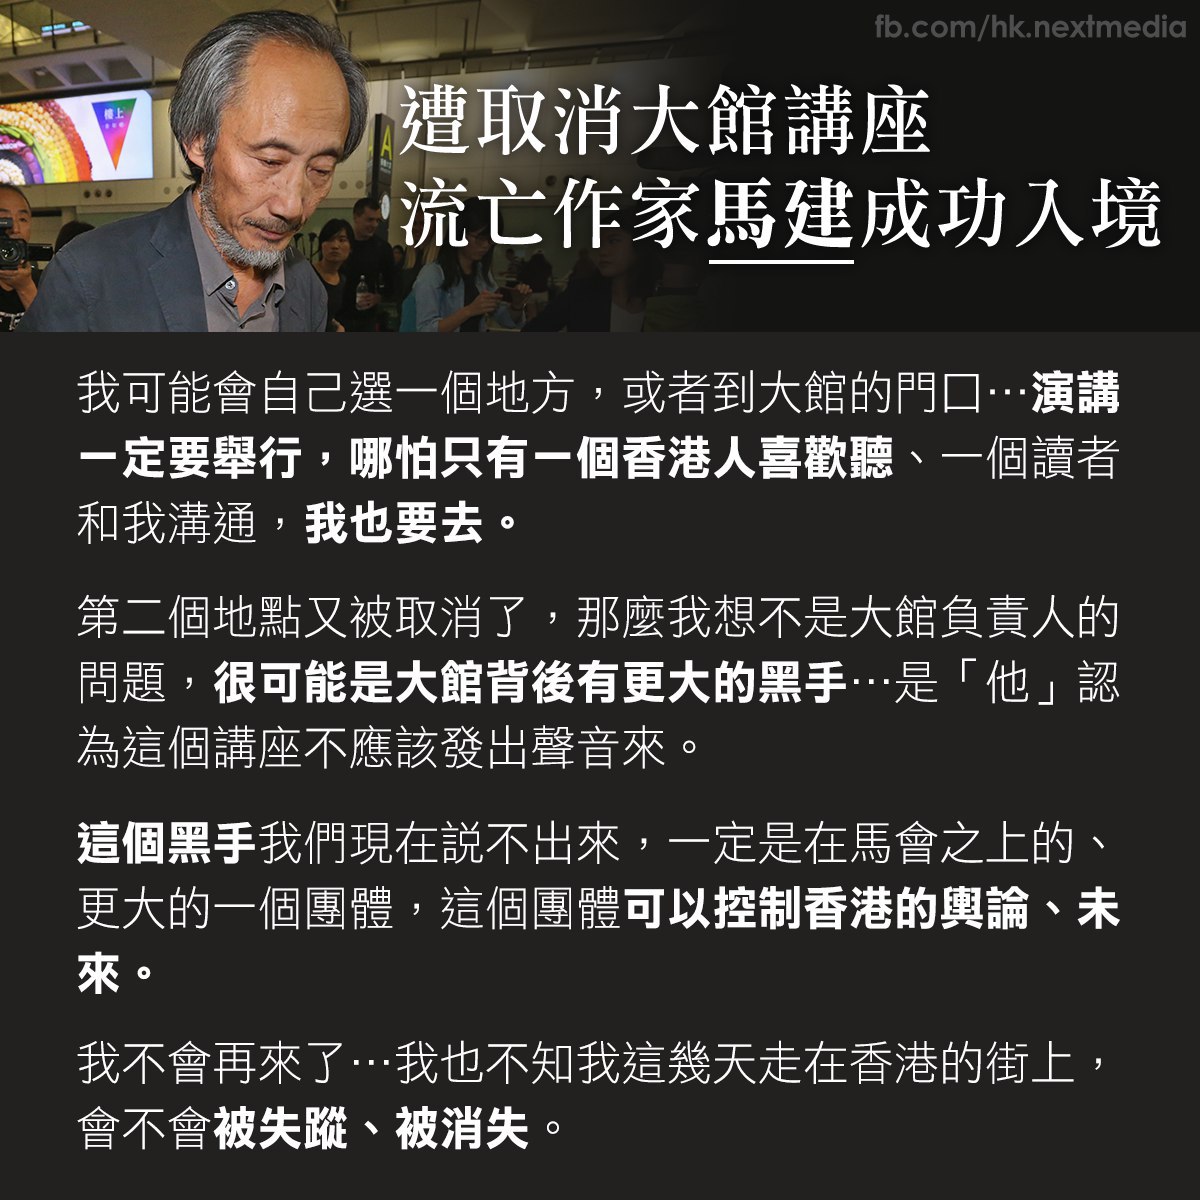 fb.com/hk.nextmedia
樓上
A
遭取消大館講座
流亡作家馬建成功入境
我可能會自己選一個地方，或者到大館的門口…演講
一定要舉行，哪怕只有一個香港人喜歡聽、一個讀者
和我溝通，我也要去。
第二個地點又被取消了，那麼我想不是大館負責人的
問題，很可能是大館背後有更大的黑手…是「他」認
為這個講座不應該發出聲音來。
這個黑手我們現在説不出來，一定是在馬會之上的、
更大的一個團體，這個團體可以控制香港的輿論、未
來。
我不會再來了…我也不知我這幾天走在香港的街上，
會不會被失蹤、被消失。